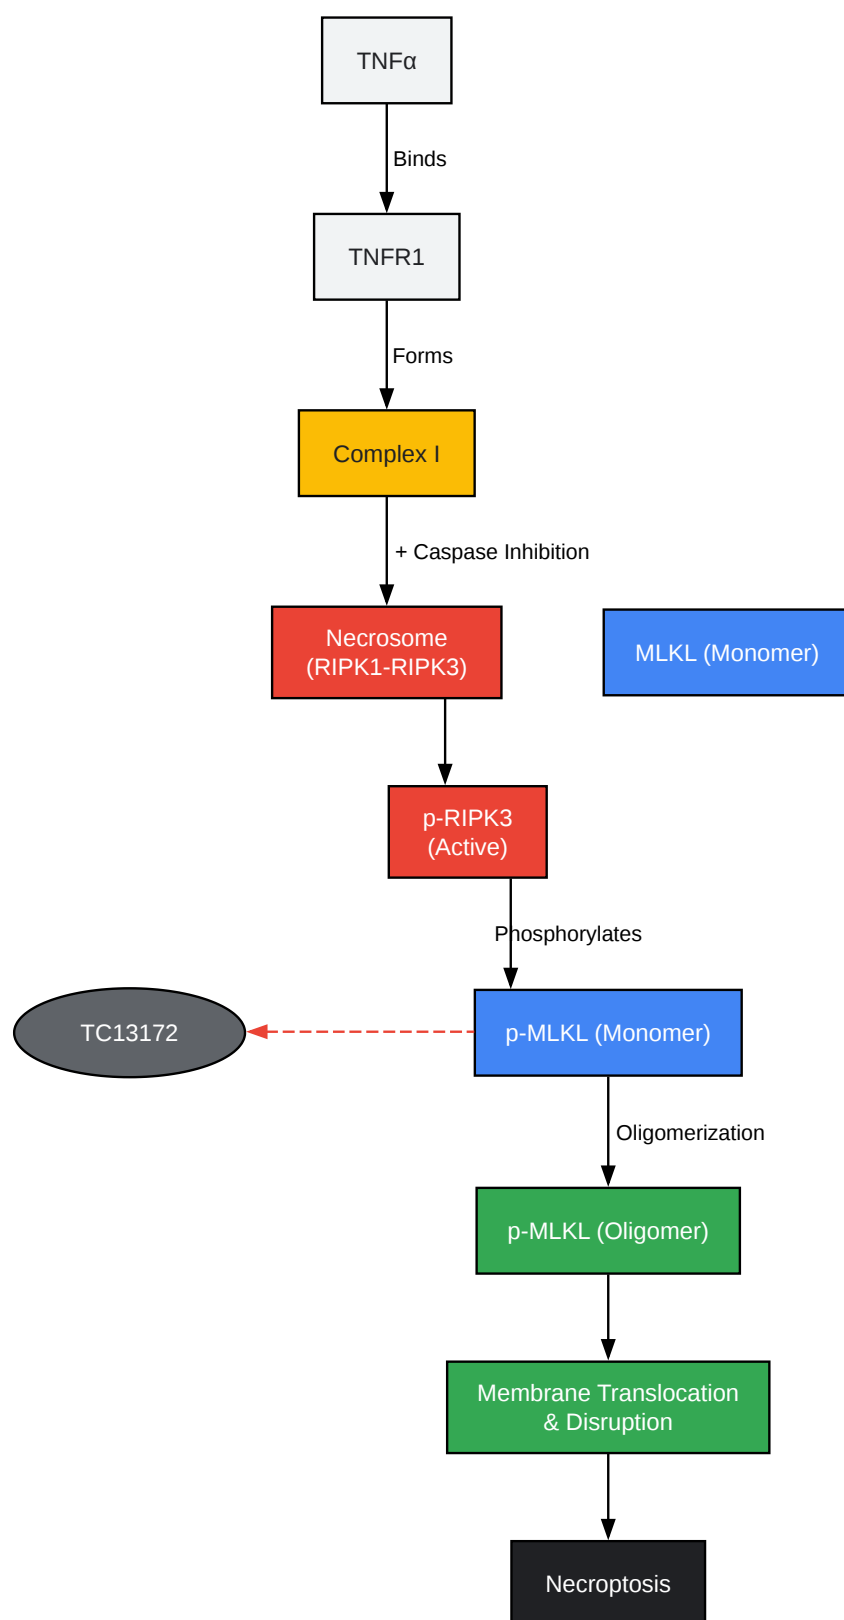 TNFα
Binds
TNFR1
Forms
Complex I
+ Caspase Inhibition
Necrosome
(RIPK1-RIPK3)
MLKL (Monomer)
p-RIPK3
(Active)
Phosphorylates
TC13172
p-MLKL (Monomer)
Oligomerization
p-MLKL (Oligomer)
Membrane Translocation
& Disruption
Necroptosis